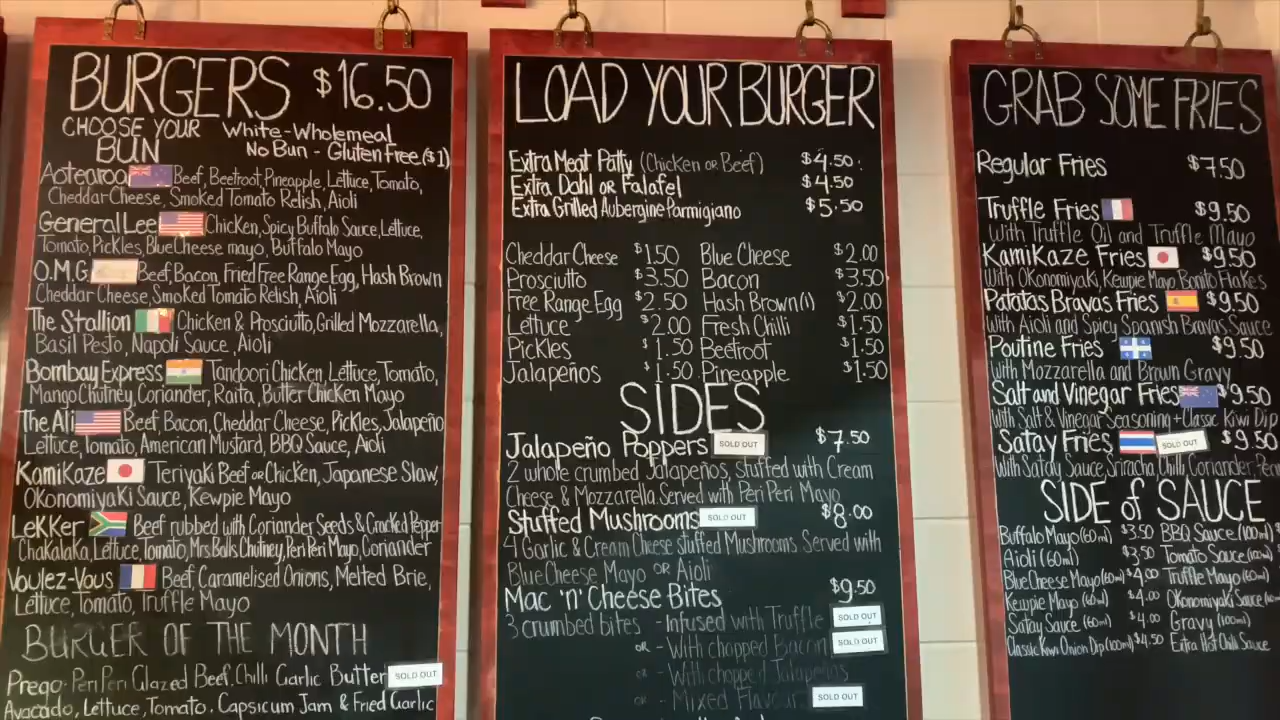 BURGERS $16.50
CHOOSE YOUR BUN White-Wholemeal
No Bun - Gluten Free ($1)
Aotearoa Beef, Beetroot, Pineapple, Lettuce, Tomato,
Cheddar Cheese, Smoked Tomato Relish, Aioli
General Lee Chicken, Spicy Buffalo Sauce, Lettuce,
Tomato, Pickles, Blue Cheese mayo, Buffalo Mayo
O.M.G Beef, Bacon, Fried Free Range Egg, Hash Brown
Cheddar Cheese, Smoked Tomato Relish, Aioli
The Stallion Chicken & Prosciutto, Grilled Mozzarella,
Basil Pesto, Napoli Sauce, Aioli
Bombay Express Tandoori Chicken, Lettuce, Tomato,
Mango Chutney, Coriander, Raita, Butter Chicken Mayo
The Ali Beef, Bacon, Cheddar Cheese, Pickles, Jalapeño
Lettuce, Tomato, American Mustard, BBQ Sauce, Aioli
KamiKaze Teriyaki Beef or Chicken, Japanese Slaw,
Okonomiyaki Sauce, Kewpie Mayo
Lekker Beef rubbed with Coriander Seeds & Cracked Pepper
Chakalaka, Lettuce, Tomato, Mrs Balls Chutney, Peri Peri Mayo, Coriander
Voulez-Vous Beef, Caramelised Onions, Melted Brie,
Lettuce, Tomato, Truffle Mayo
BURGER OF THE MONTH
Prego - Peri Peri Glazed Beef, Chilli Garlic Butter SOLD OUT
Avocado, Lettuce, Tomato, Capsicum Jam & Fried Garlic
LOAD YOUR BURGER
Extra Meat Patty (Chicken or Beef) $4.50
Extra Dahl or Falafel $4.50
Extra Grilled Aubergine Parmigiano $5.50
Cheddar Cheese $1.50 Blue Cheese $2.00
Prosciutto $3.50 Bacon $3.50
Free Range Egg $2.50 Hash Brown (1) $2.00
Lettuce $2.00 Fresh Chilli $1.50
Pickles $1.50 Beetroot $1.50
Jalapeños $1.50 Pineapple $1.50
SIDES
Jalapeño Poppers SOLD OUT $7.50
2 whole crumbed Jalapeños, stuffed with Cream
Cheese & Mozzarella Served with Peri Peri Mayo
Stuffed Mushrooms SOLD OUT $8.00
4 Garlic & Cream Cheese stuffed Mushrooms. Served with
Blue Cheese Mayo or Aioli
Mac 'n' Cheese Bites $9.50
3 crumbed bites - Infused with Truffle SOLD OUT
or - With chopped Bacon SOLD OUT
or - With chopped Jalapeños
or - Mixed Flavour SOLD OUT
GRAB SOME FRIES
Regular Fries $7.50
Truffle Fries $9.50
With Truffle Oil and Truffle Mayo
KamiKaze Fries $9.50
With Okonomiyaki, Kewpie Mayo Bonito Flakes
Patatas Bravas Fries $9.50
With Aioli and Spicy Spanish Bravas Sauce
Poutine Fries $9.50
With Mozzarella and Brown Gravy
Salt and Vinegar Fries $9.50
With Salt & Vinegar Seasoning + Classic Kiwi Dip
Satay Fries SOLD OUT $9.50
With Satay Sauce, Sriracha Chilli, Coriander,
SIDE of SAUCE
Buffalo Mayo (60ml) $3.50 BBQ Sauce (100ml)
Aioli (60ml) $3.50 Tomato Sauce
Blue Cheese Mayo (60ml) $4.00 Truffle Mayo (60ml)
Kewpie Mayo (60ml) $4.00 Okonomiyaki Sauce
Satay Sauce (60ml) $4.00 Gravy (100ml)
Classic Kiwi Onion Dip (100ml) $4.50 Extra Hot Chilli Sauce